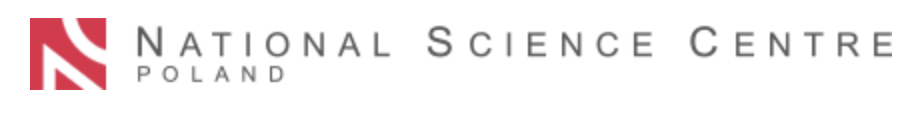 NATIONAL SCIENCE CENTRE
POLAND